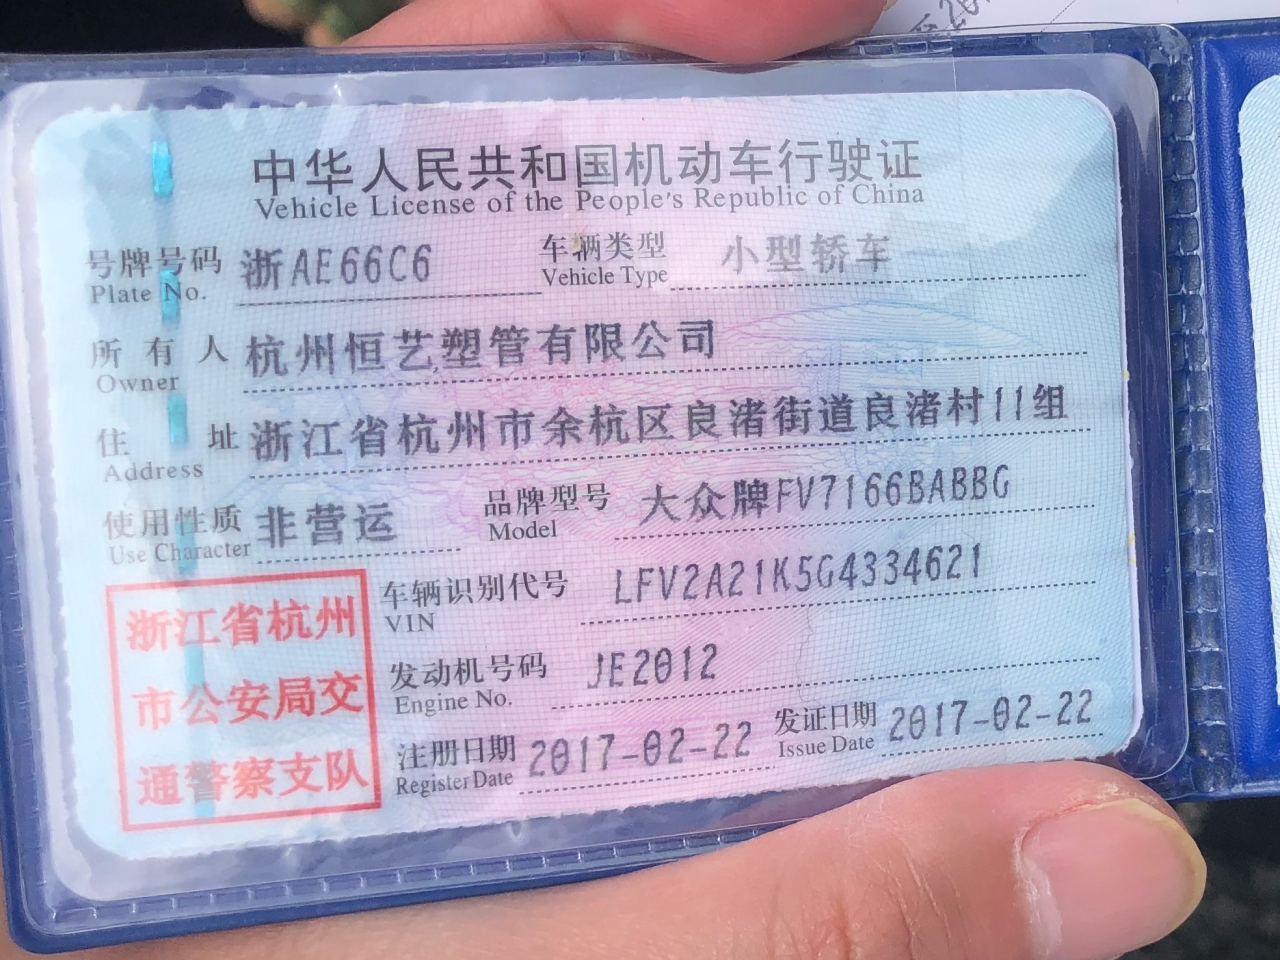 中华人民共和国机动车行驶证
Vehicle License of the People's Republic of China
号牌号码 浙AE66C6 车辆类型 小型轿车
Plate No. Vehicle Type
所有人 杭州恒艺塑管有限公司
Owner
住址 浙江省杭州市余杭区良渚街道良渚村11组
Address
使用性质 非营运 品牌型号 大众牌FV7166BABBG
Use Character Model
车辆识别代号 LFV2A21K5G4334621
VIN
发动机号码 JE2012
Engine No.
注册日期 2017-02-22 发证日期 2017-02-22
Register Date Issue Date
浙江省杭州
市公安局交
通警察支队